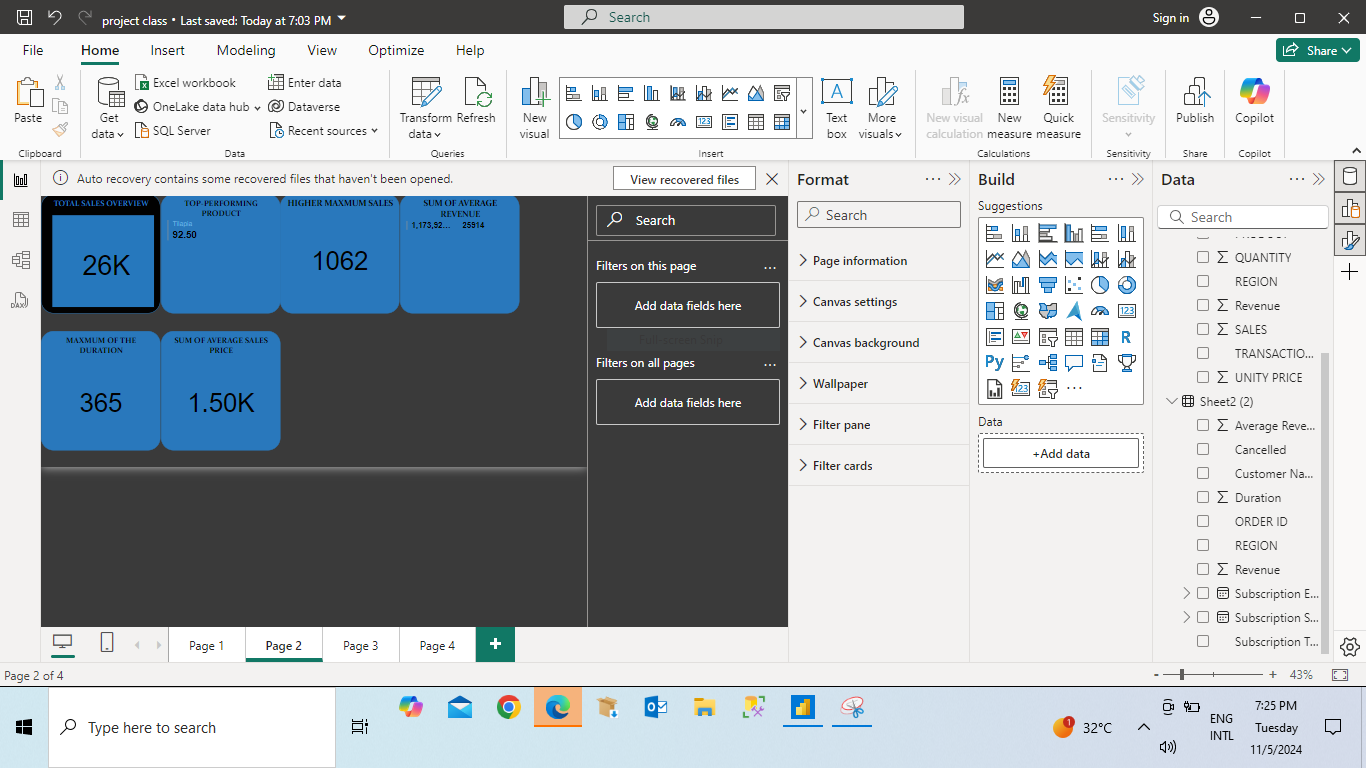 project class • Last saved: Today at 7:03 PM
Search
Sign in
File
Home
Insert
Modeling
View
Optimize
Help
Share
Paste
Clipboard
Get data
Excel workbook
OneLake data hub
SQL Server
Enter data
Dataverse
Recent sources
Data
Transform data
Refresh
Queries
New visual
Text box
More visuals
Insert
New visual calculation
New measure
Quick measure
Calculations
Sensitivity
Sensitivity
Publish
Share
Copilot
Copilot
Auto recovery contains some recovered files that haven't been opened.
View recovered files
TOTAL SALES OVERVIEW
26K
TOP-PERFORMING
PRODUCT
92.50
HIGHER MAXMUM SALES
1062
SUM OF AVERAGE
REVENUE
1,173,92...
25514
MAXMUM OF THE
DURATION
365
SUM OF AVERAGE SALES
PRICE
1.50K
Search
Filters on this page
...
Add data fields here
Filters on all pages
...
Add data fields here
Format
Search
Page information
Canvas settings
Canvas background
Wallpaper
Filter pane
Filter cards
Build
Suggestions
R
Py
123
...
Data
+Add data
Data
Search
PRODUCT
QUANTITY
REGION
Revenue
SALES
TRANSACTIO...
UNITY PRICE
Sheet2 (2)
Average Reve...
Cancelled
Customer Na...
Duration
ORDER ID
REGION
Revenue
Subscription E...
Subscription S...
Subscription T...
Page 1
Page 2
Page 3
Page 4
+
Page 2 of 4
- + 43%
Type here to search
1
32°C
ENG
INTL
7:25 PM
Tuesday
11/5/2024